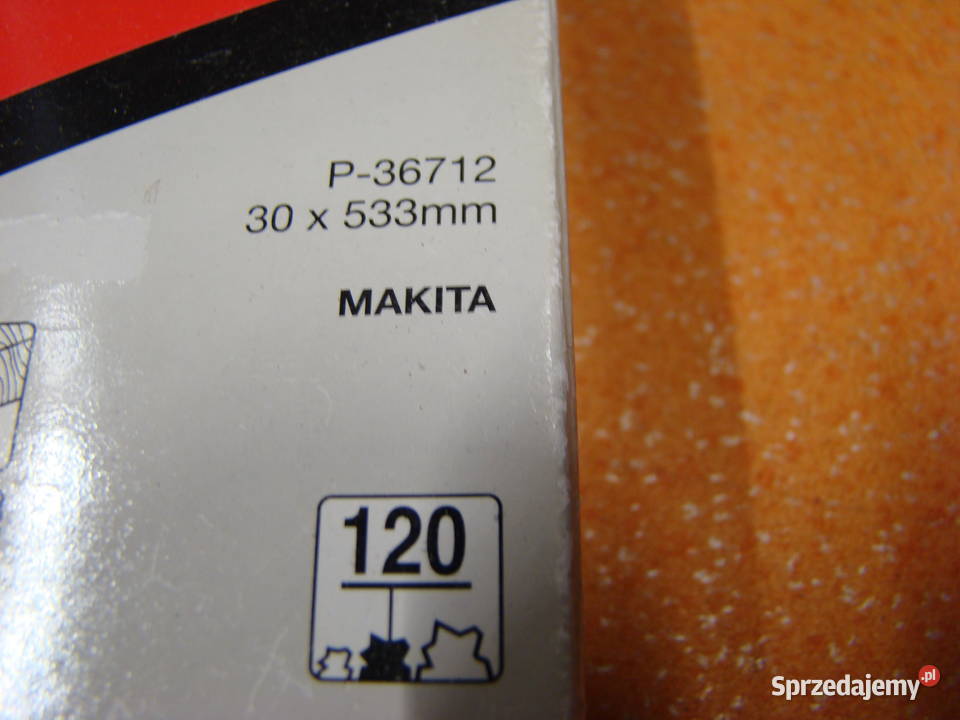 P-36712
30 x 533mm
MAKITA
120
Sprzedajemy.pl